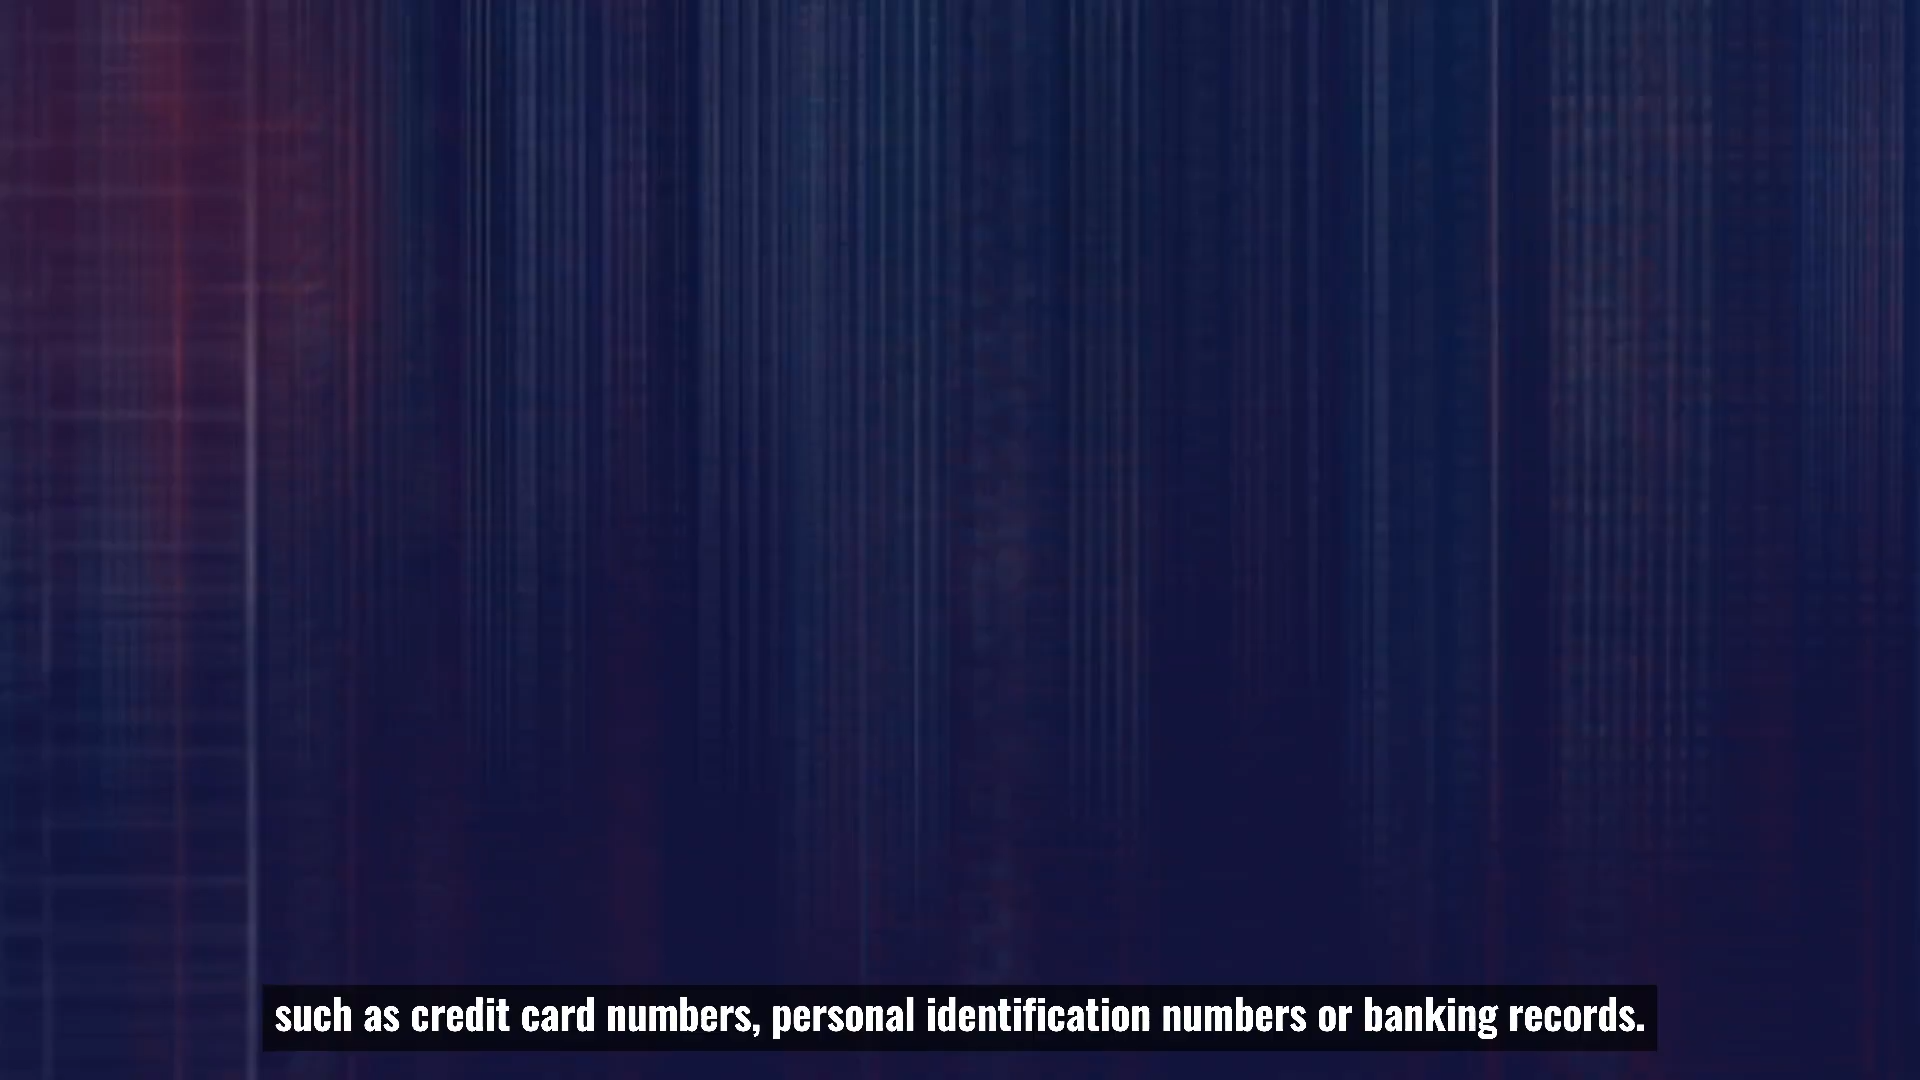 such as credit card numbers, personal identification numbers or banking records.